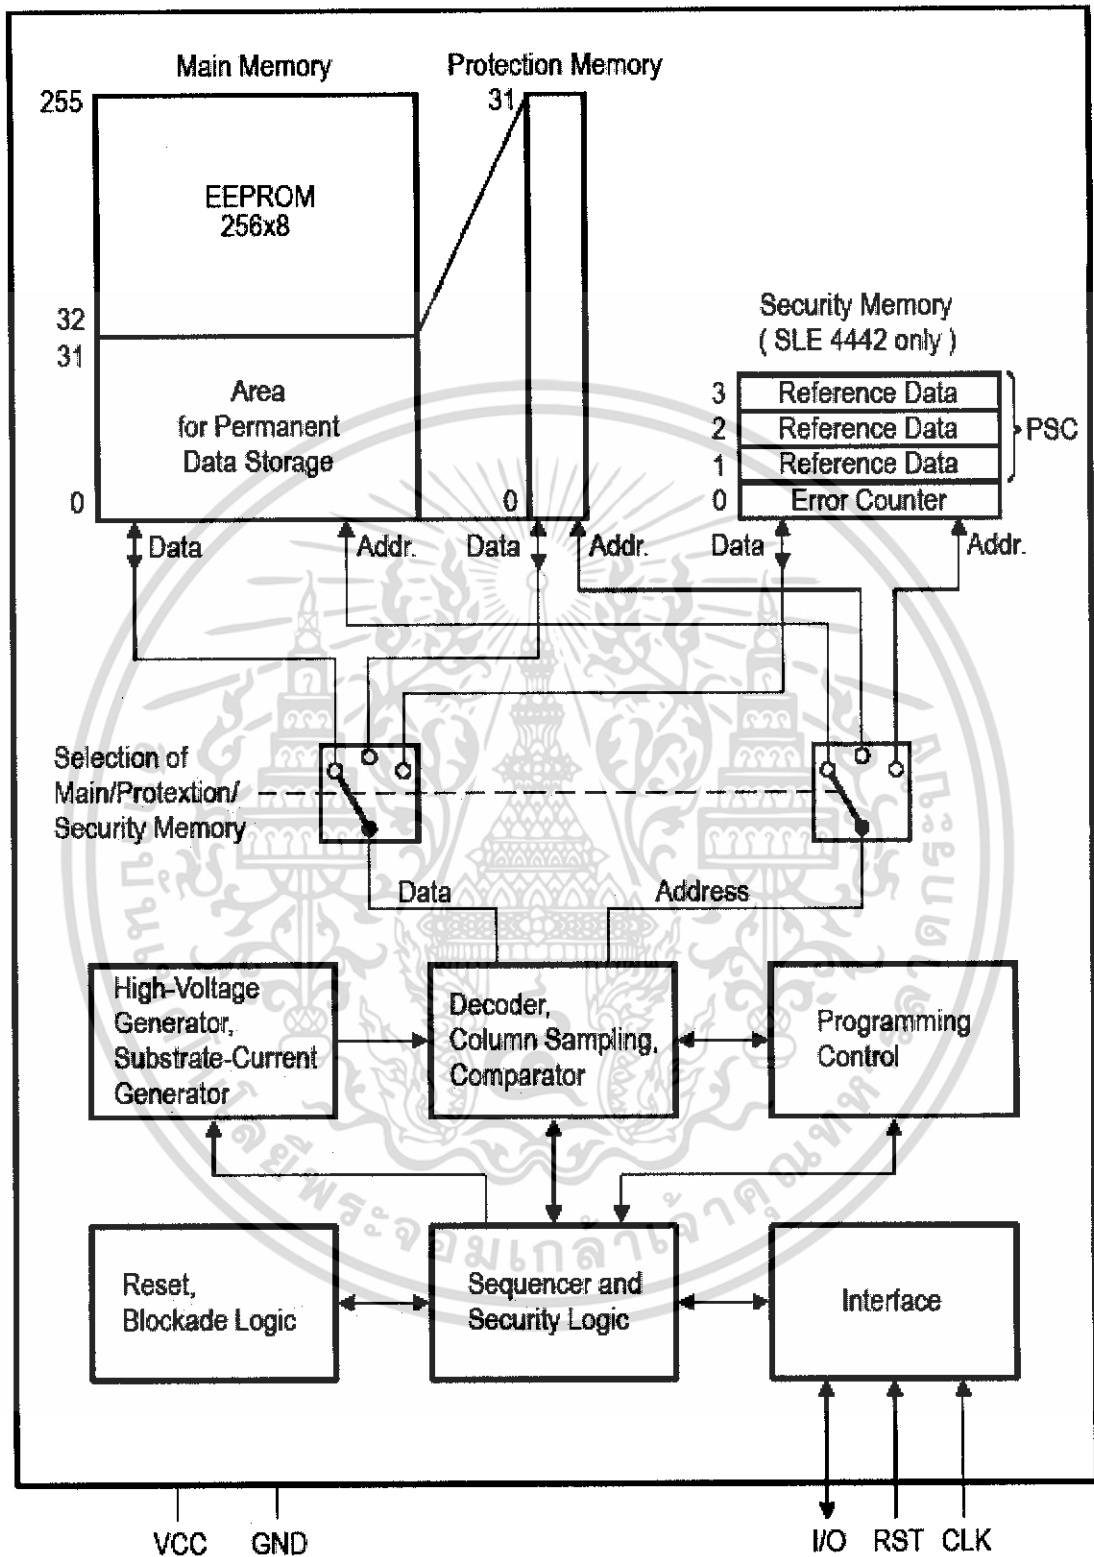 Main Memory
Protection Memory
255
31
EEPROM
256x8
32
31
Area
for Permanent
Data Storage
0
0
Security Memory
( SLE 4442 only )
3
Reference Data
2
Reference Data
PSC
1
Reference Data
0
Error Counter
Data
Addr.
Data
Addr.
Data
Addr.
Selection of
Main/Protextion/
Security Memory
Data
Address
High-Voltage
Generator,
Substrate-Current
Generator
Decoder,
Column Sampling,
Comparator
Programming
Control
Reset,
Blockade Logic
Sequencer and
Security Logic
Interface
VCC
GND
I/O
RST
CLK